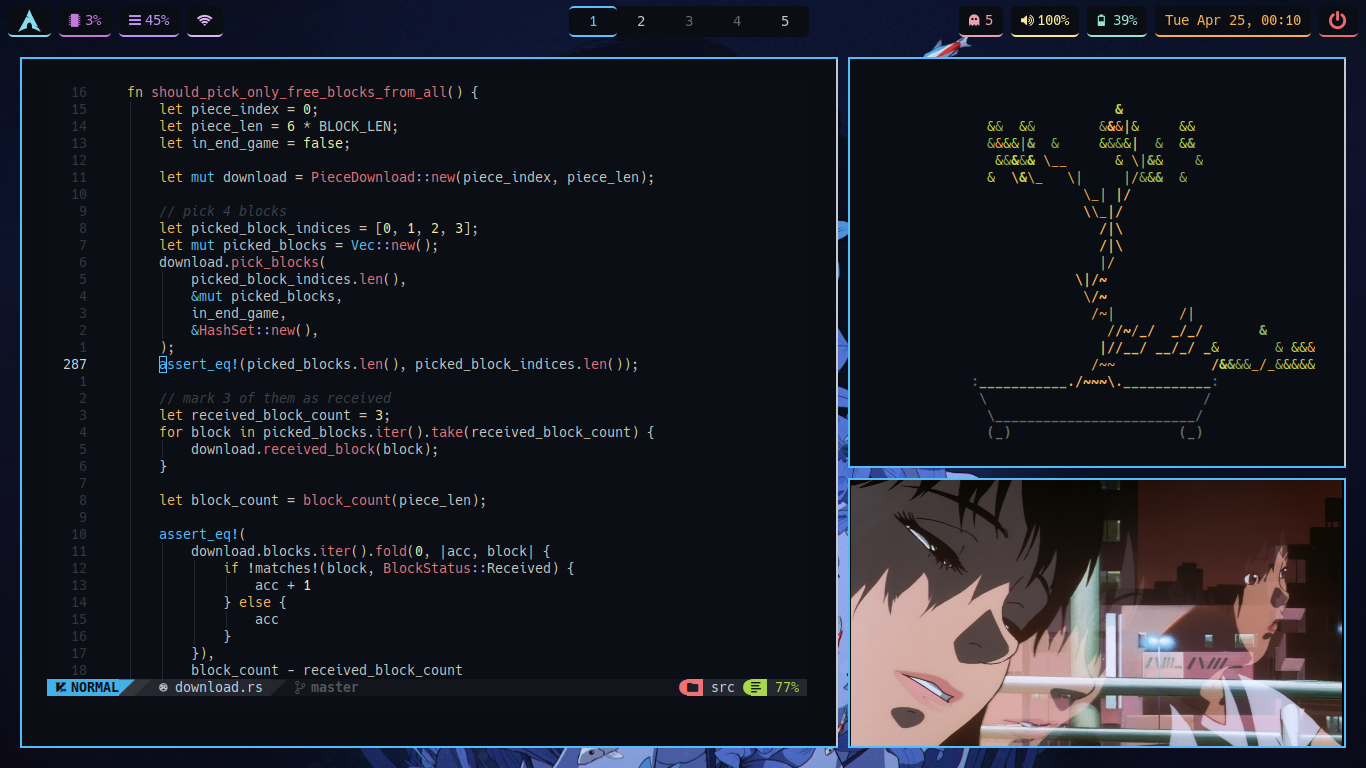 3% 45% 1 2 3 4 5 5 100% 39% Tue Apr 25, 00:10
16 fn should_pick_only_free_blocks_from_all() {
15 let piece_index = 0;
14 let piece_len = 6 * BLOCK_LEN;
13 let in_end_game = false;
12
11 let mut download = PieceDownload::new(piece_index, piece_len);
10
9 // pick 4 blocks
8 let picked_block_indices = [0, 1, 2, 3];
7 let mut picked_blocks = Vec::new();
6 download.pick_blocks(
5 picked_block_indices.len(),
4 &mut picked_blocks,
3 in_end_game,
2 &HashSet::new(),
1 );
287 assert_eq!(picked_blocks.len(), picked_block_indices.len());
1
2 // mark 3 of them as received
3 let received_block_count = 3;
4 for block in picked_blocks.iter().take(received_block_count) {
5 download.received_block(block);
6 }
7
8 let block_count = block_count(piece_len);
9
10 assert_eq!(
11 download.blocks.iter().fold(0, |acc, block| {
12 if !matches!(block, BlockStatus::Received) {
13 acc + 1
14 } else {
15 acc
16 }
17 }),
18 block_count - received_block_count
NORMAL download.rs master src 77%